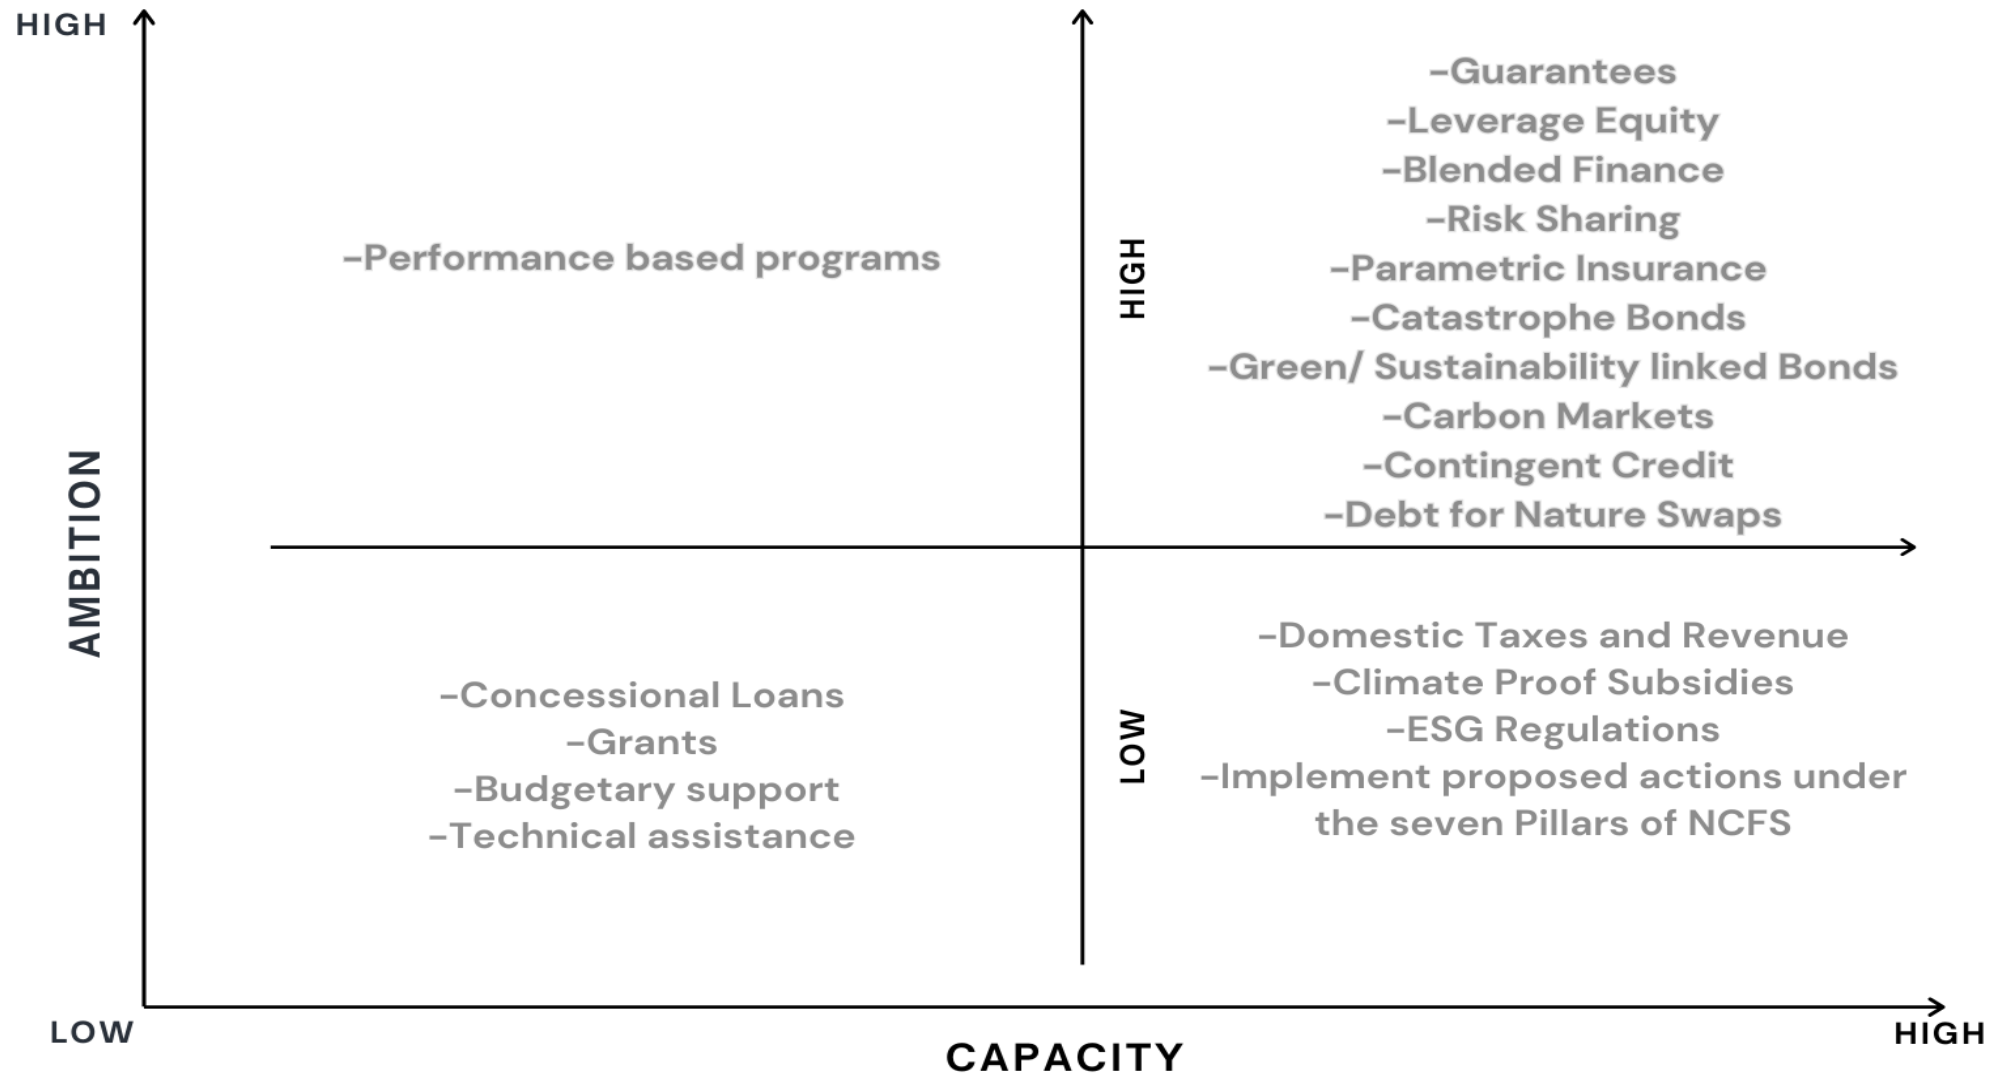 HIGH
-Guarantees
-Leverage Equity
-Blended Finance
-Risk Sharing
-Parametric Insurance
-Catastrophe Bonds
-Green/ Sustainability linked Bonds
-Carbon Markets
-Contingent Credit
-Debt for Nature Swaps
-Performance based programs
HIGH
AMBITION
-Concessional Loans
-Grants
-Budgetary support
-Technical assistance
LOW
-Domestic Taxes and Revenue
-Climate Proof Subsidies
-ESG Regulations
-Implement proposed actions under
the seven Pillars of NCFS
LOW
CAPACITY
HIGH